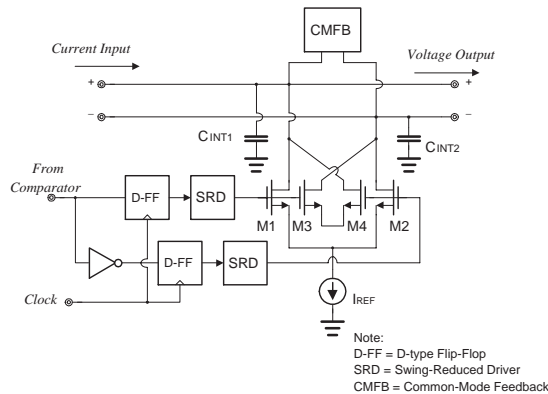 CMFB
Current Input
Voltage Output
+
+
−
−
CINT1
CINT2
From
Comparator
D-FF
SRD
M1
M3
M4
M2
D-FF
SRD
Clock
IREF
Note:
D-FF = D-type Flip-Flop
SRD = Swing-Reduced Driver
CMFB = Common-Mode Feedback